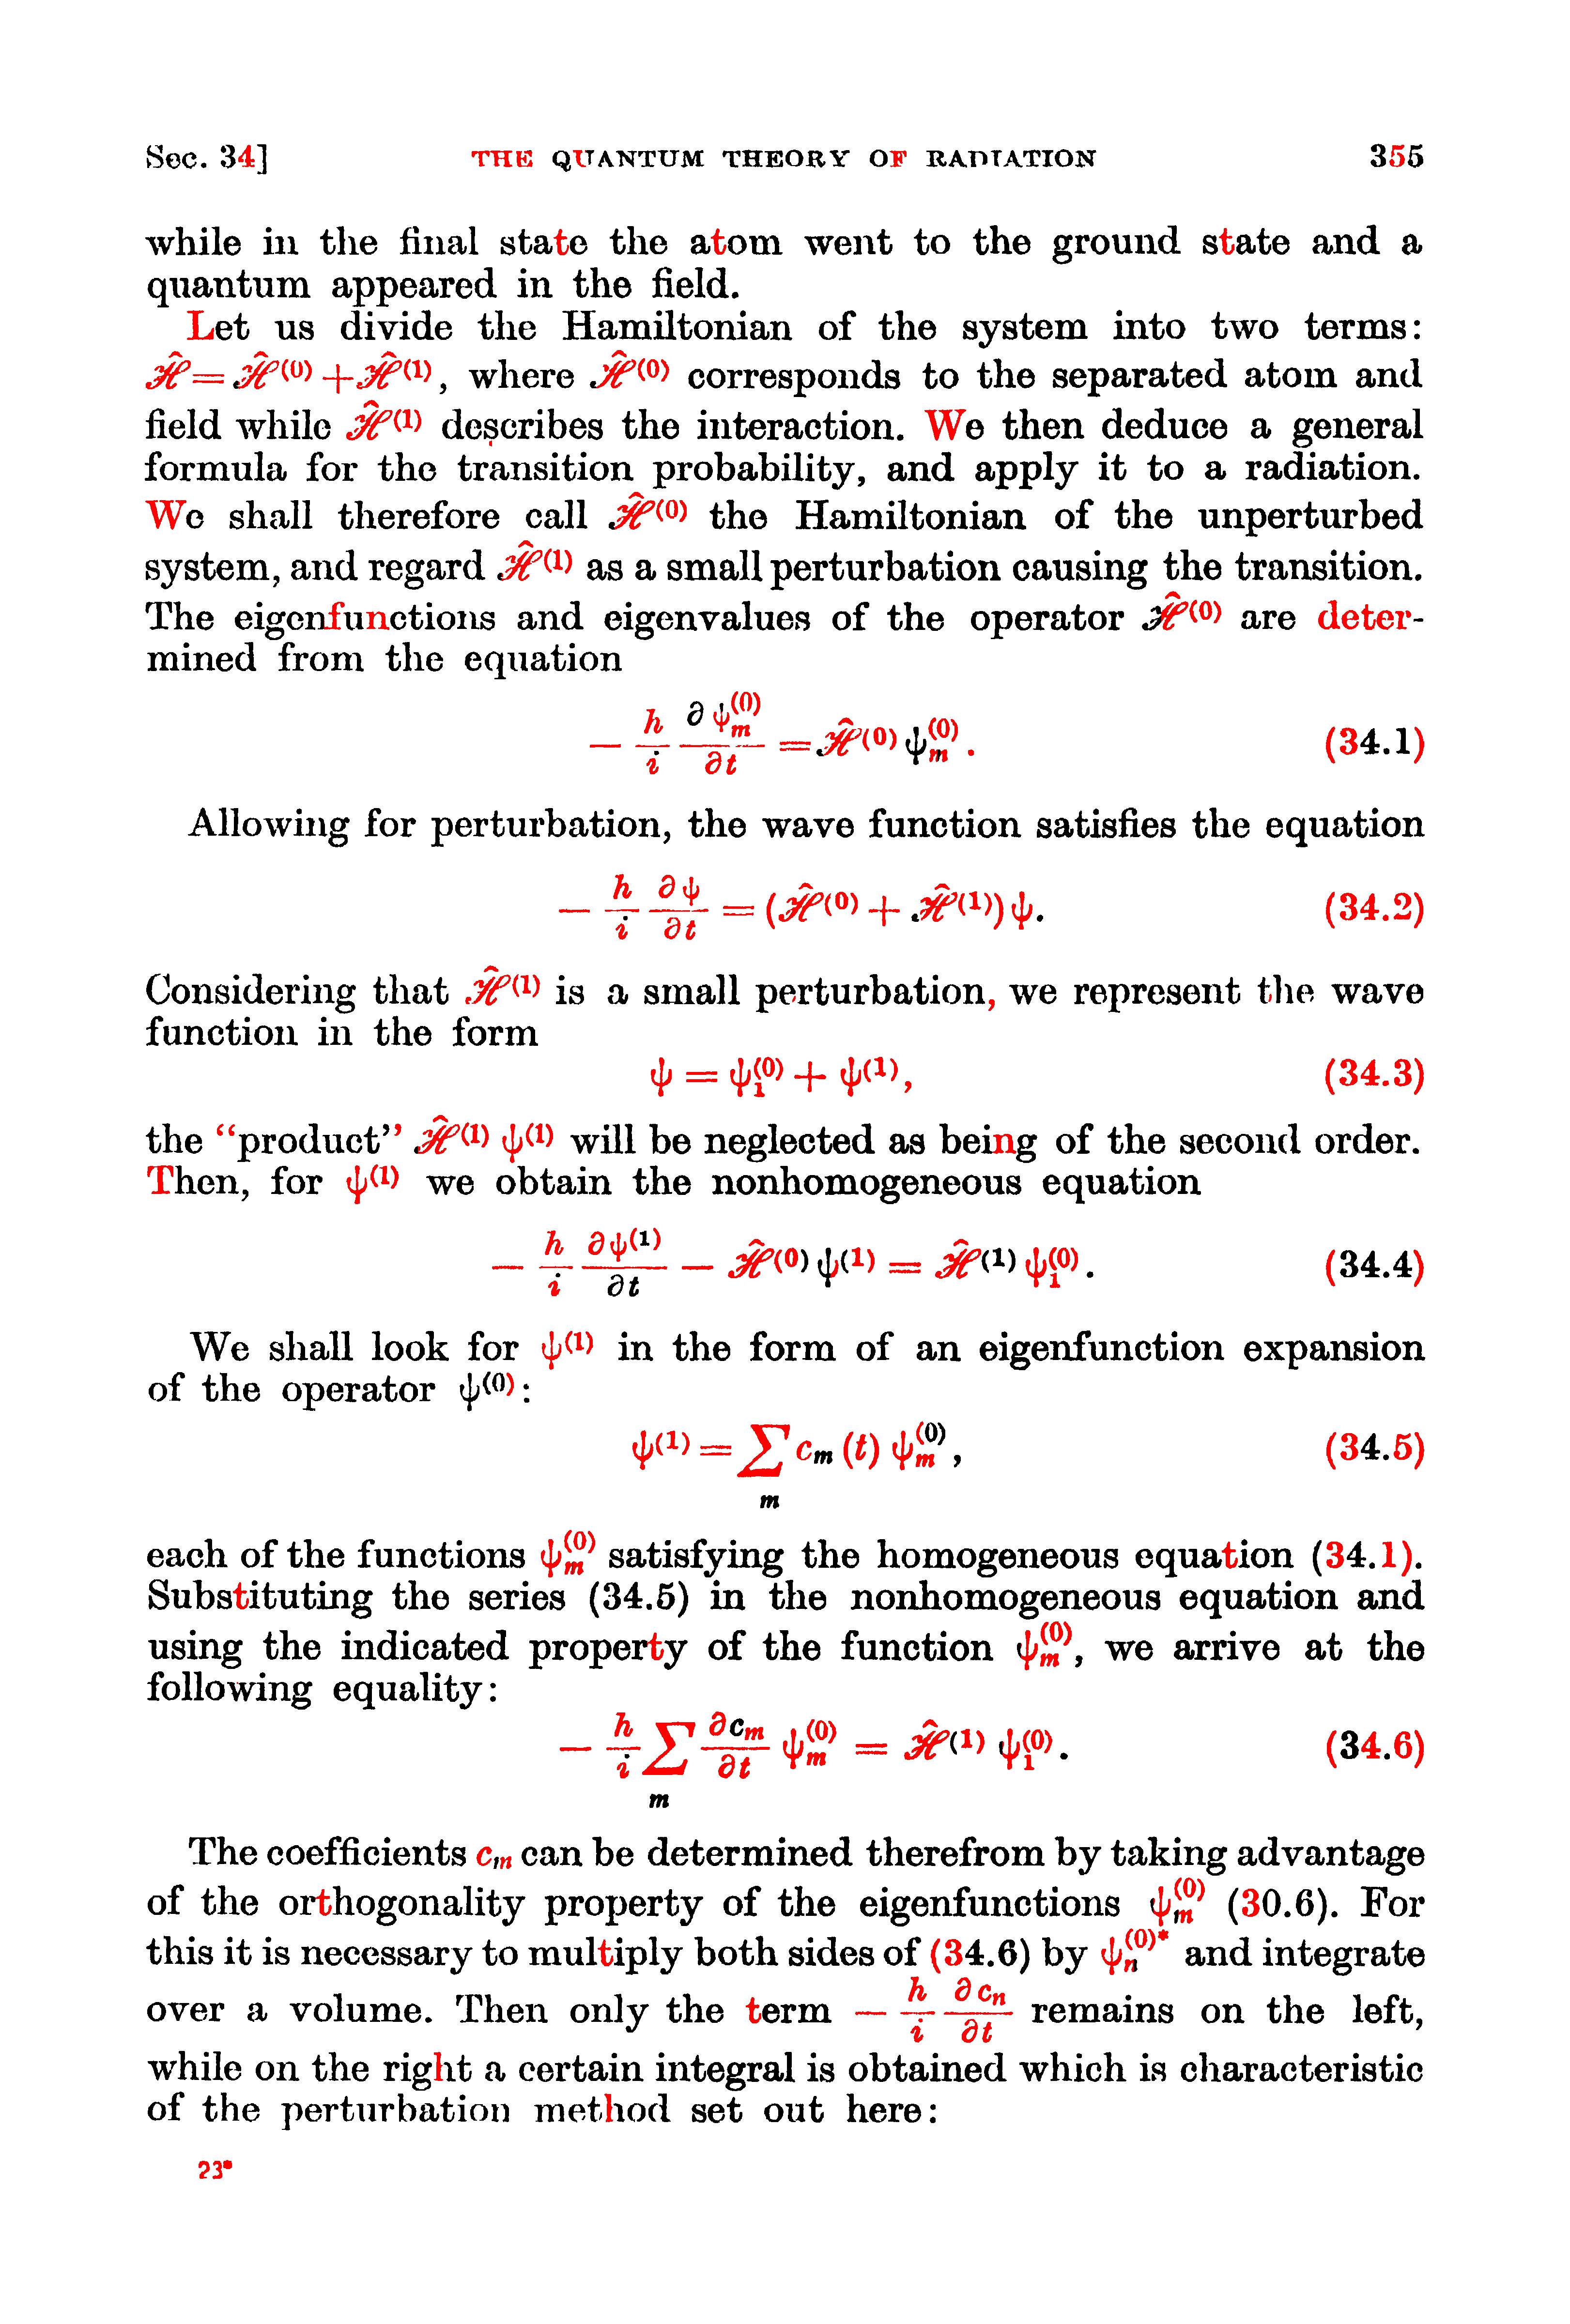 Sec. 34] THE QUANTUM THEORY OF RADIATION 355
while in the final state the atom went to the ground state and a
quantum appeared in the field.
Let us divide the Hamiltonian of the system into two terms:
$\hat{\mathscr{H}} = \hat{\mathscr{H}}^{(0)} + \hat{\mathscr{H}}^{(1)}$, where $\hat{\mathscr{H}}^{(0)}$ corresponds to the separated atom and
field while $\hat{\mathscr{H}}^{(1)}$ describes the interaction. We then deduce a general
formula for the transition probability, and apply it to a radiation.
We shall therefore call $\hat{\mathscr{H}}^{(0)}$ the Hamiltonian of the unperturbed
system, and regard $\hat{\mathscr{H}}^{(1)}$ as a small perturbation causing the transition.
The eigenfunctions and eigenvalues of the operator $\hat{\mathscr{H}}^{(0)}$ are deter-
mined from the equation
$-\frac{h}{i} \frac{\partial \psi_m^{(0)}}{\partial t} = \hat{\mathscr{H}}^{(0)} \psi_m^{(0)}.$ (34.1)
Allowing for perturbation, the wave function satisfies the equation
$-\frac{h}{i} \frac{\partial \psi}{\partial t} = (\hat{\mathscr{H}}^{(0)} + \hat{\mathscr{H}}^{(1)}) \psi.$ (34.2)
Considering that $\hat{\mathscr{H}}^{(1)}$ is a small perturbation, we represent the wave
function in the form
$\psi = \psi_1^{(0)} + \psi^{(1)},$ (34.3)
the “product” $\hat{\mathscr{H}}^{(1)} \psi^{(1)}$ will be neglected as being of the second order.
Then, for $\psi^{(1)}$ we obtain the nonhomogeneous equation
$-\frac{h}{i} \frac{\partial \psi^{(1)}}{\partial t} - \hat{\mathscr{H}}^{(0)} \psi^{(1)} = \hat{\mathscr{H}}^{(1)} \psi_1^{(0)}.$ (34.4)
We shall look for $\psi^{(1)}$ in the form of an eigenfunction expansion
of the operator $\psi^{(0)}$:
$\psi^{(1)} = \sum_m c_m (t) \psi_m^{(0)},$ (34.5)
each of the functions $\psi_m^{(0)}$ satisfying the homogeneous equation (34.1).
Substituting the series (34.5) in the nonhomogeneous equation and
using the indicated property of the function $\psi_m^{(0)}$, we arrive at the
following equality:
$-\frac{h}{i} \sum_m \frac{\partial c_m}{\partial t} \psi_m^{(0)} = \hat{\mathscr{H}}^{(1)} \psi_1^{(0)}.$ (34.6)
The coefficients $c_m$ can be determined therefrom by taking advantage
of the orthogonality property of the eigenfunctions $\psi_m^{(0)}$ (30.6). For
this it is necessary to multiply both sides of (34.6) by $\psi_n^{(0)*}$ and integrate
over a volume. Then only the term $-\frac{h}{i} \frac{\partial c_n}{\partial t}$ remains on the left,
while on the right a certain integral is obtained which is characteristic
of the perturbation method set out here:
23*